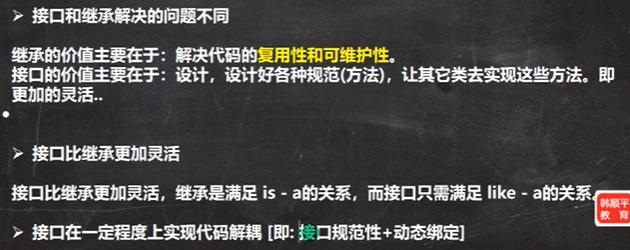 ➢ 接口和继承解决的问题不同
继承的价值主要在于：解决代码的复用性和可维护性。
接口的价值主要在于：设计，设计好各种规范(方法)，让其它类去实现这些方法。即
更加的灵活..
➢ 接口比继承更加灵活
接口比继承更加灵活，继承是满足 is - a的关系，而接口只需满足 like - a的关系。
➢ 接口在一定程度上实现代码解耦 [即: 接口规范性+动态绑定]
韩顺平
教育